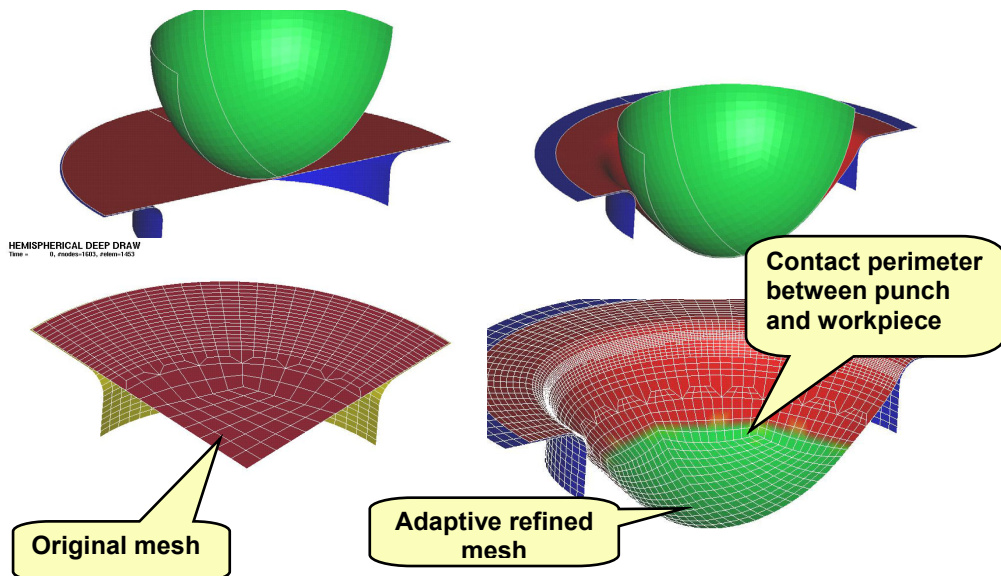 HEMISPHERICAL DEEP DRAW
Time = 0, #nodes=1603, #elem=1453
Contact perimeter
between punch
and workpiece
Original mesh
Adaptive refined
mesh